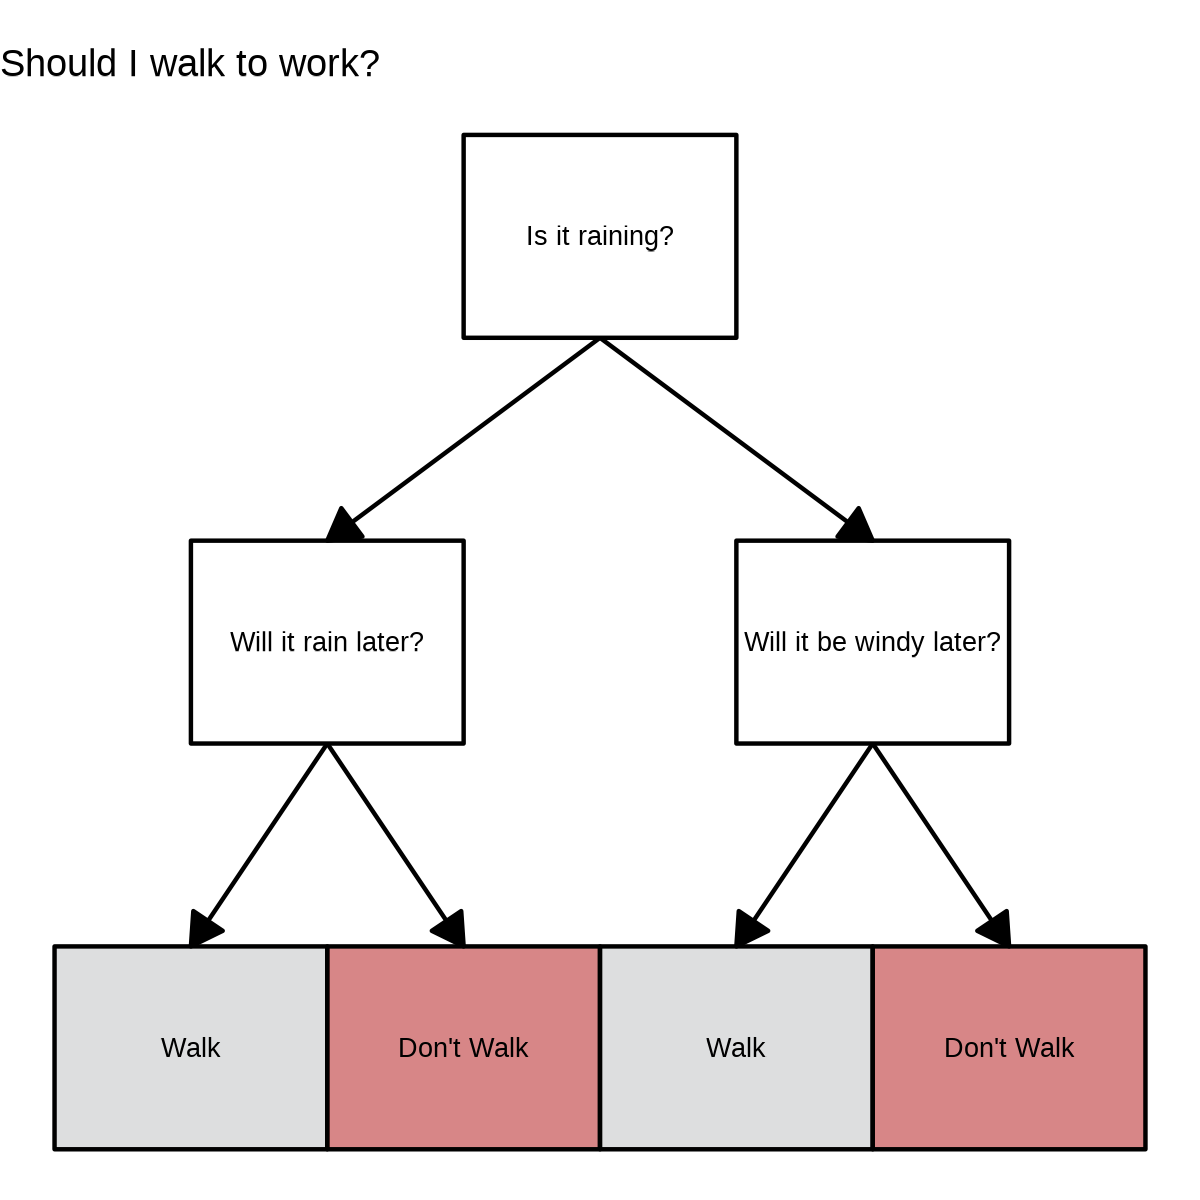 Should I walk to work?
Is it raining?
Will it rain later?
Will it be windy later?
Walk
Don't Walk
Walk
Don't Walk